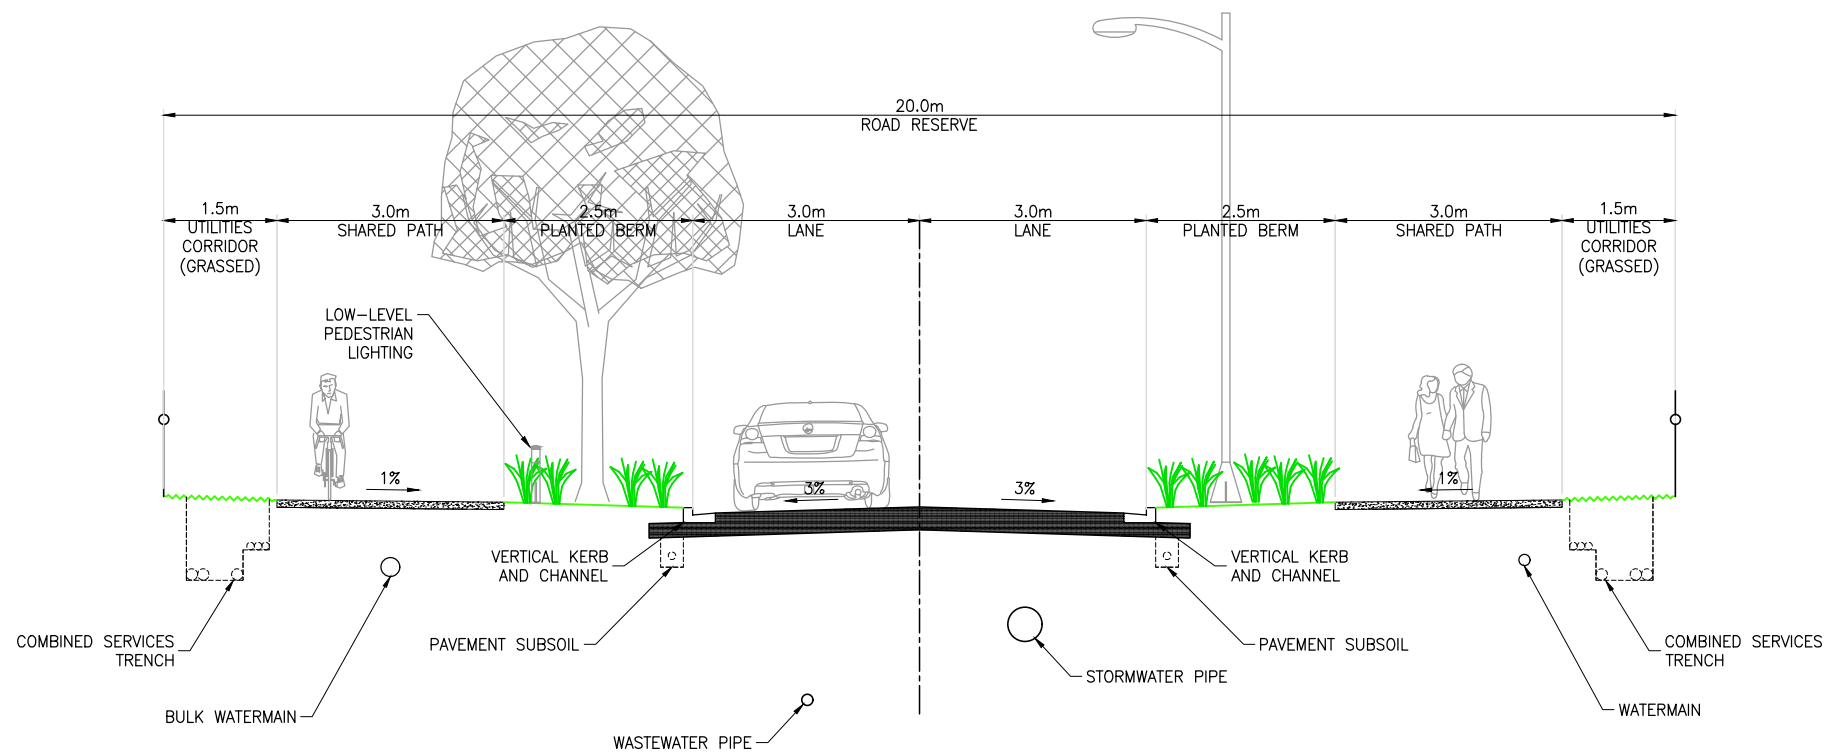 20.0m
ROAD RESERVE
1.5m
UTILITIES
CORRIDOR
(GRASSED)
3.0m
SHARED PATH
2.5m
PLANTED BERM
3.0m
LANE
3.0m
LANE
2.5m
PLANTED BERM
3.0m
SHARED PATH
1.5m
UTILITIES
CORRIDOR
(GRASSED)
LOW-LEVEL
PEDESTRIAN
LIGHTING
1%
3%
3%
1%
VERTICAL KERB
AND CHANNEL
VERTICAL KERB
AND CHANNEL
COMBINED SERVICES
TRENCH
PAVEMENT SUBSOIL
PAVEMENT SUBSOIL
COMBINED SERVICES
TRENCH
STORMWATER PIPE
BULK WATERMAIN
WATERMAIN
WASTEWATER PIPE